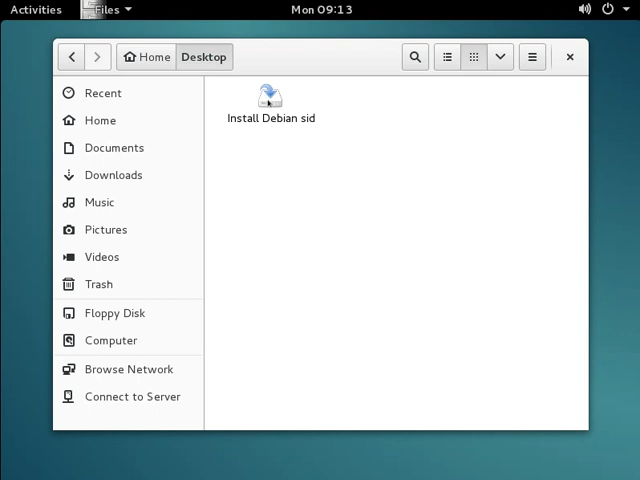 Activities Files Mon 09:13
Home Desktop
Recent
Home
Documents
Downloads
Music
Pictures
Videos
Trash
Floppy Disk
Computer
Browse Network
Connect to Server
Install Debian sid